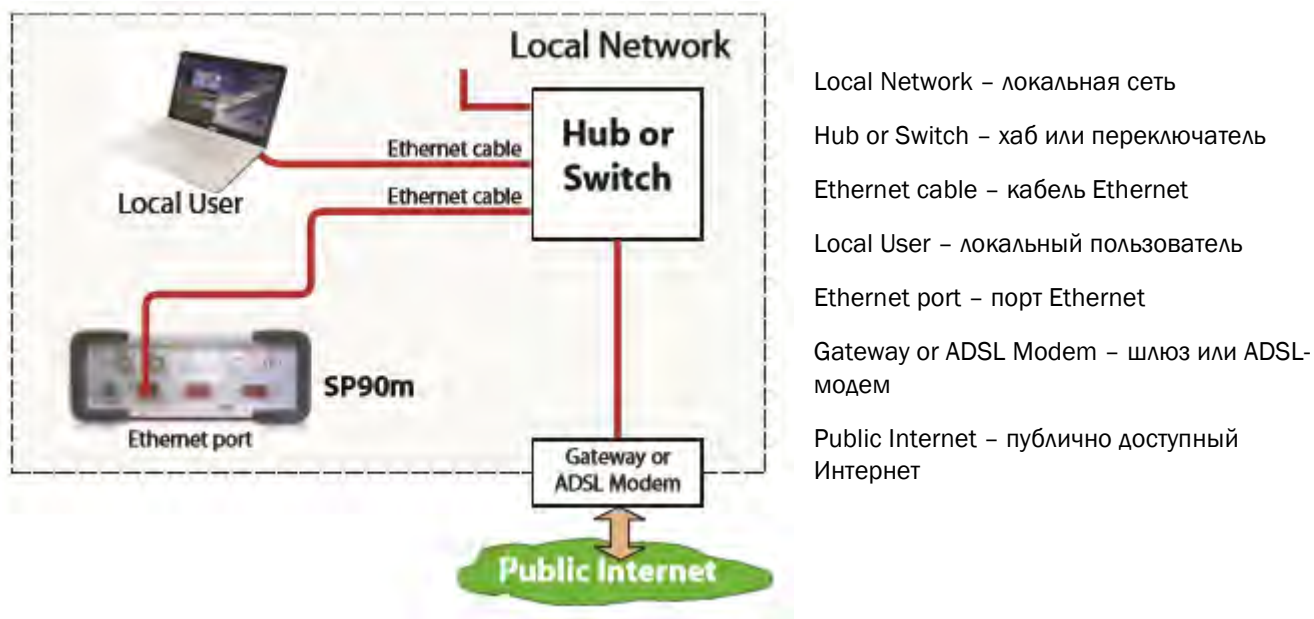 Local Network
Hub or
Switch
Ethernet cable
Ethernet cable
Local User
SP90m
Ethernet port
Gateway or
ADSL Modem
Public Internet
Local Network – локальная сеть
Hub or Switch – хаб или переключатель
Ethernet cable – кабель Ethernet
Local User – локальный пользователь
Ethernet port – порт Ethernet
Gateway or ADSL Modem – шлюз или ADSL-
модем
Public Internet – публично доступный
Интернет